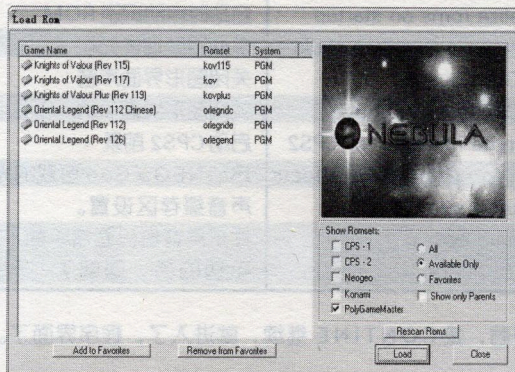 Load Rom
Game Name Romset System
Knights of Valour (Rev 115) kov115 PGM
Knights of Valour (Rev 117) kov PGM
Knights of Valour Plus (Rev 119) kovplus PGM
Oriental Legend (Rev 112 Chinese) orlegndc PGM
Oriental Legend (Rev 112) orlegnde PGM
Oriental Legend (Rev 126) orlegend PGM
NEBULA
Show Romsets:
CPS - 1 All
CPS - 2 Available Only
Neogeo Favorites
Konami Show only Parents
PolyGameMaster
Rescan Roms
Add to Favorites Remove from Favorites Load Close